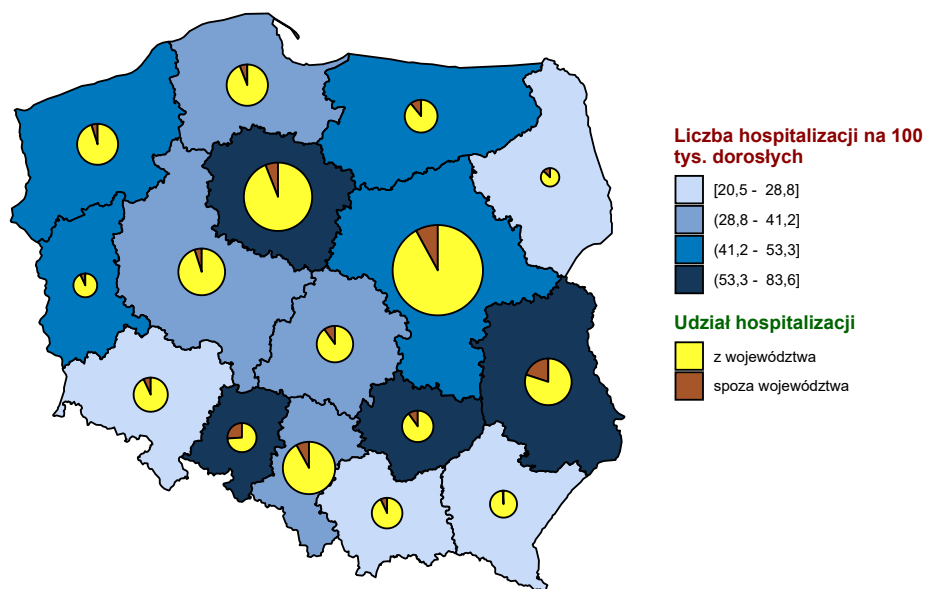 Liczba hospitalizacji na 100
tys. dorosłych
[20,5 - 28,8]
(28,8 - 41,2]
(41,2 - 53,3]
(53,3 - 83,6]
Udział hospitalizacji
z województwa
spoza województwa